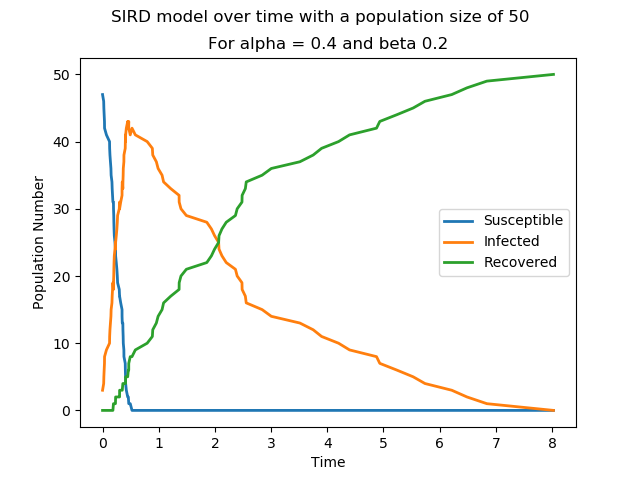 SIRD model over time with a population size of 50
For alpha = 0.4 and beta 0.2
50
40
30
20
10
0
Population Number
Susceptible
Infected
Recovered
0 1 2 3 4 5 6 7 8
Time